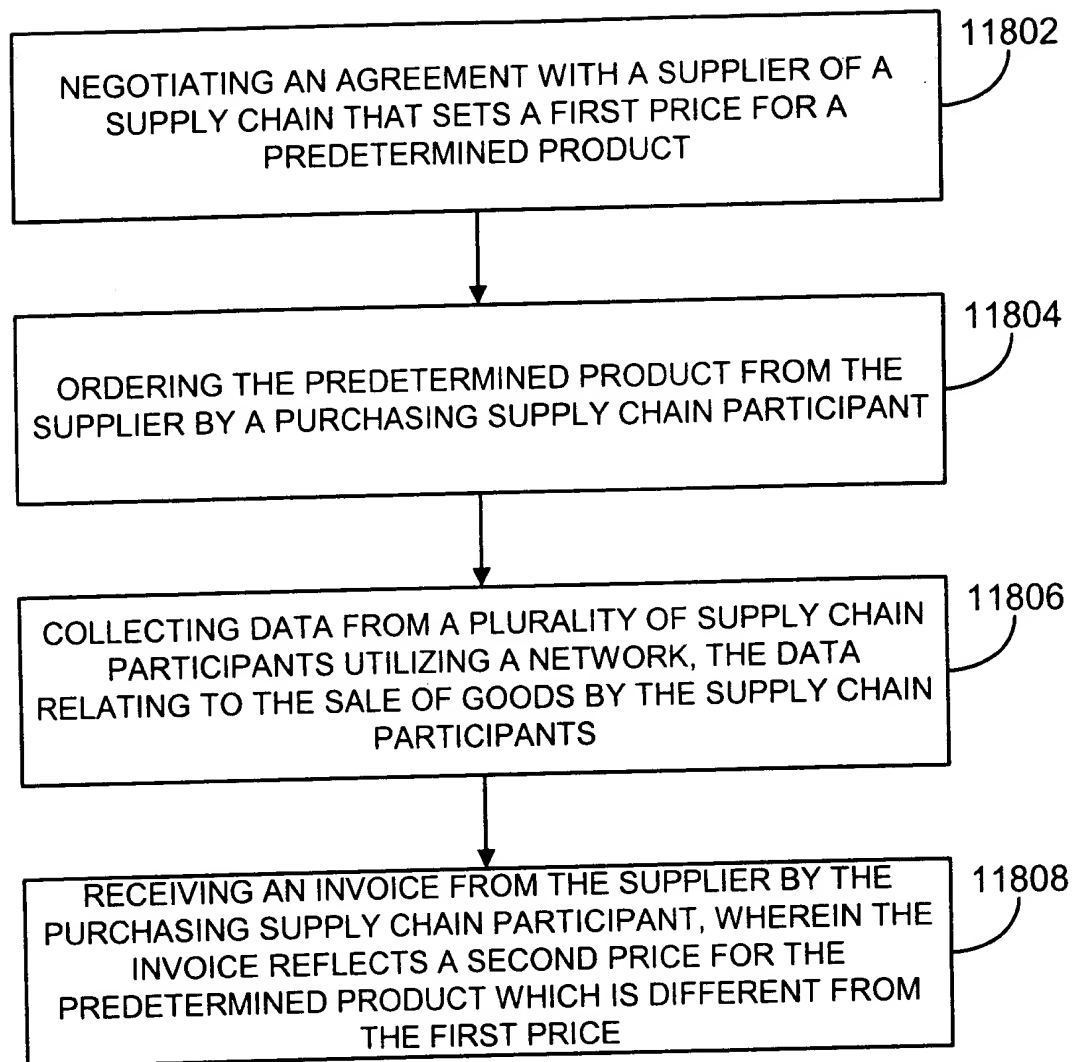 11802
NEGOTIATING AN AGREEMENT WITH A SUPPLIER OF A
SUPPLY CHAIN THAT SETS A FIRST PRICE FOR A
PREDETERMINED PRODUCT
11804
ORDERING THE PREDETERMINED PRODUCT FROM THE
SUPPLIER BY A PURCHASING SUPPLY CHAIN PARTICIPANT
11806
COLLECTING DATA FROM A PLURALITY OF SUPPLY CHAIN
PARTICIPANTS UTILIZING A NETWORK, THE DATA
RELATING TO THE SALE OF GOODS BY THE SUPPLY CHAIN
PARTICIPANTS
11808
RECEIVING AN INVOICE FROM THE SUPPLIER BY THE
PURCHASING SUPPLY CHAIN PARTICIPANT, WHEREIN THE
INVOICE REFLECTS A SECOND PRICE FOR THE
PREDETERMINED PRODUCT WHICH IS DIFFERENT FROM
THE FIRST PRICE